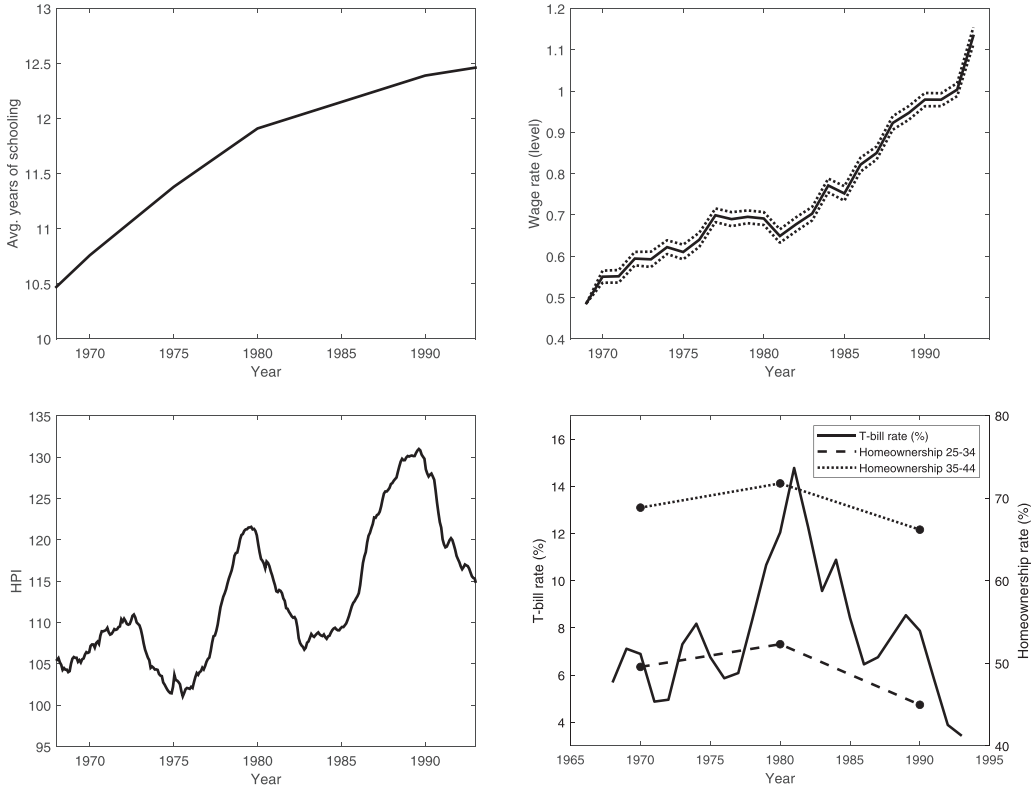 13
12.5
12
11.5
11
10.5
10
Avg. years of schooling
1970 1975 1980 1985 1990
Year
1.2
1.1
1
0.9
0.8
0.7
0.6
0.5
0.4
Wage rate (level)
1970 1975 1980 1985 1990
Year
135
130
125
120
115
110
105
100
95
HPI
1970 1975 1980 1985 1990
Year
16
14
12
10
8
6
4
T-bill rate (%)
T-bill rate (%)
Homeownership 25-34
Homeownership 35-44
80
70
60
50
40
Homeownership rate (%)
1965 1970 1975 1980 1985 1990 1995
Year